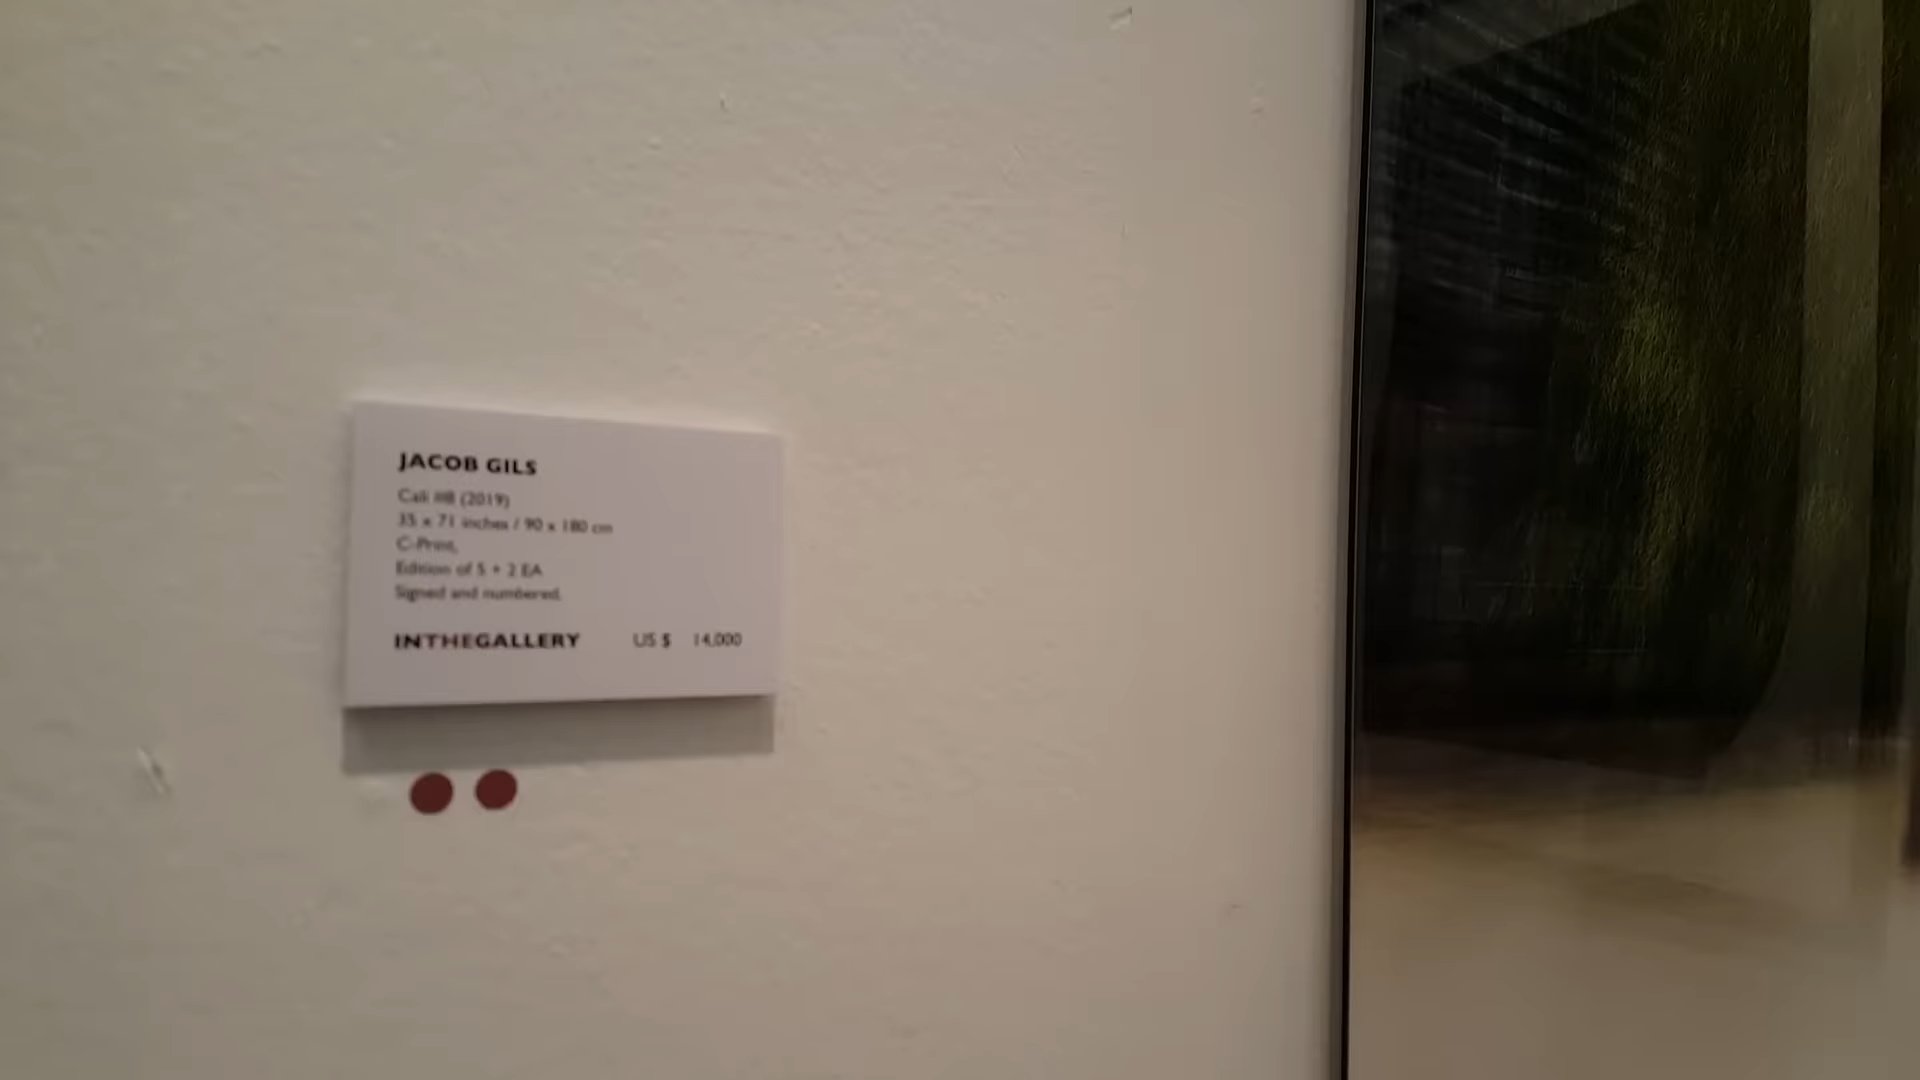 JACOB GILS
Cali (2019)
35 x 71 inches / 90 x 180 cm
C-Print,
Edition of 5 + 2 EA
Signed and numbered.
INTHEGALLERY US $ 14,000